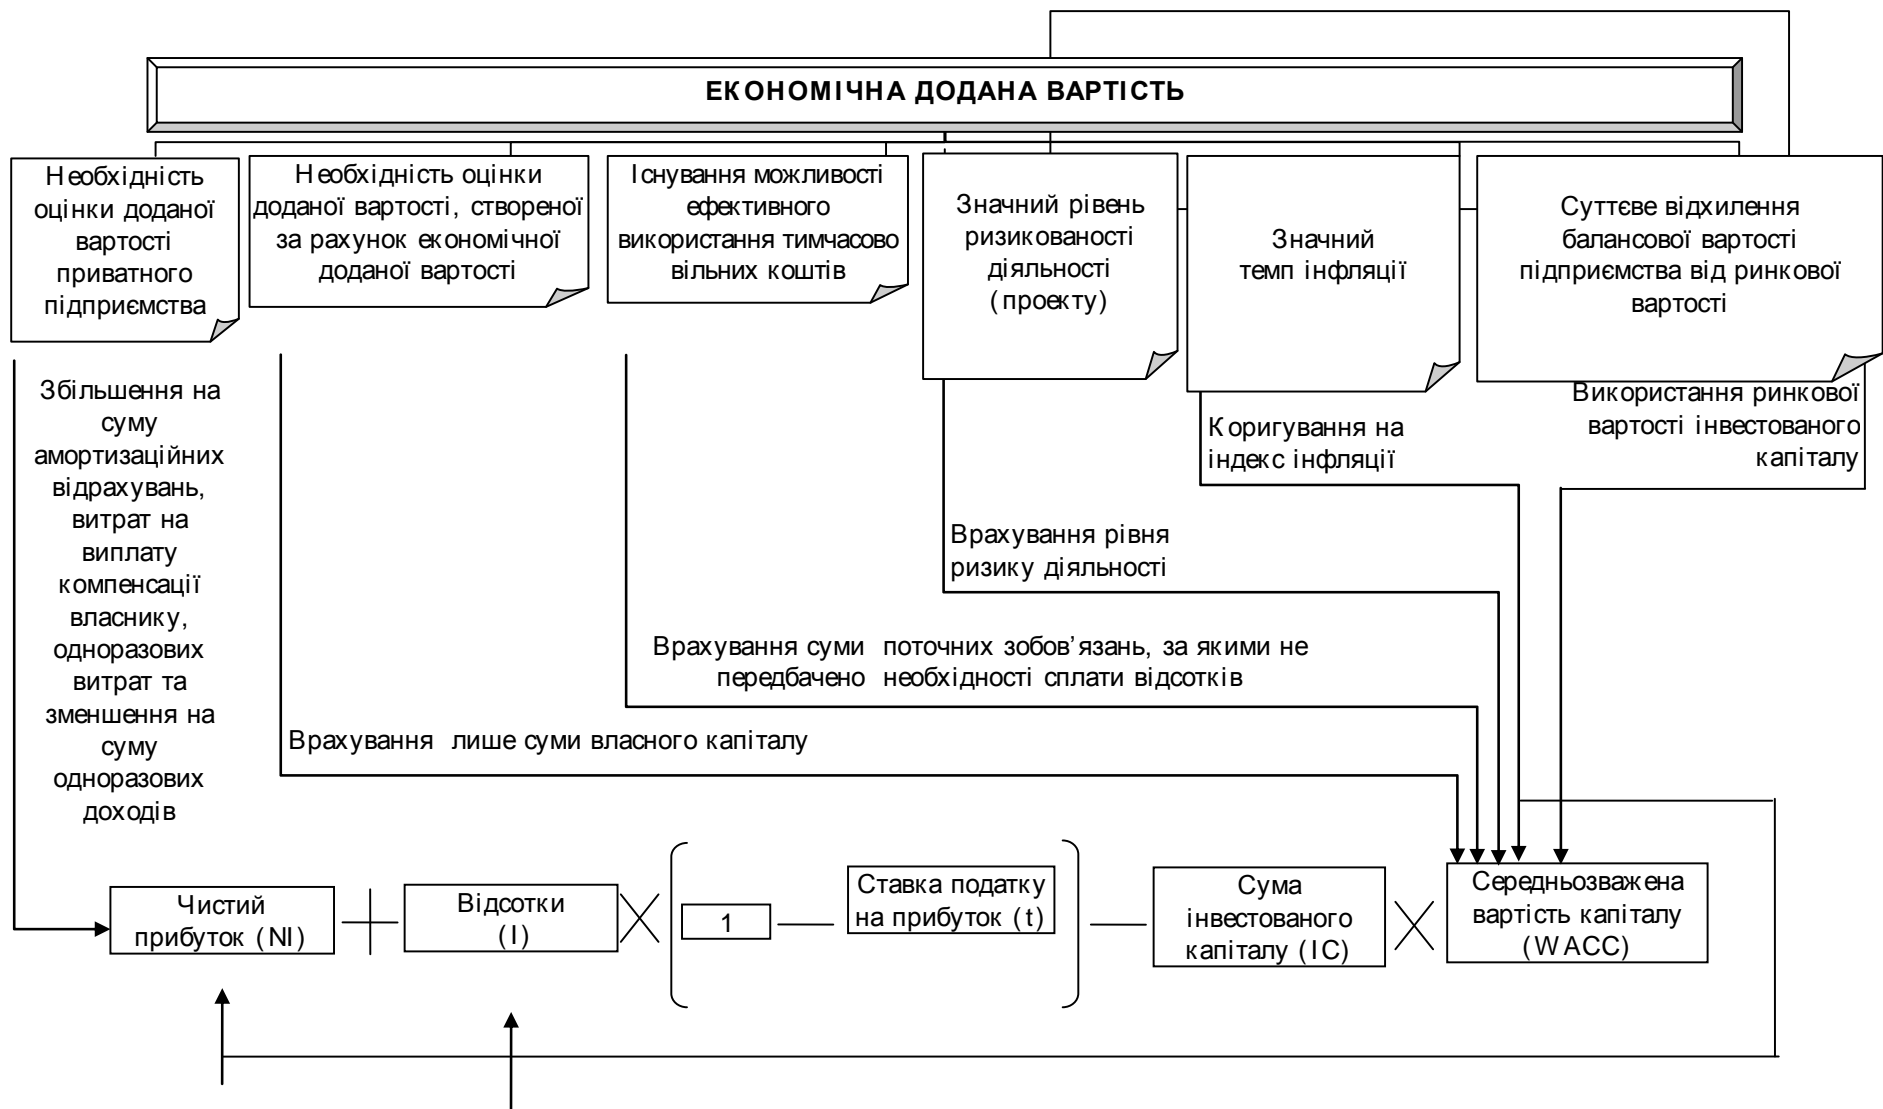 ЕКОНОМІЧНА ДОДАНА ВАРТІСТЬ
Необхідність
оцінки доданої
вартості
приватного
підприємства
Необхідність оцінки
доданої вартості, створеної
за рахунок економічної
доданої вартості
Існування можливості
ефективного
використання тимчасово
вільних коштів
Значний рівень
ризикованості
діяльності
(проекту)
Значний
темп інфляції
Суттєве відхилення
балансової вартості
підприємства від ринкової
вартості
Збільшення на
суму
амортизаційних
відрахувань,
витрат на
виплату
компенсації
власнику,
одноразових
витрат та
зменшення на
суму
одноразових
доходів
Використання ринкової
вартості інвестованого
капіталу
Коригування на
індекс інфляції
Врахування рівня
ризику діяльності
Врахування суми поточних зобов’язань, за якими не
передбачено необхідності сплати відсотків
Врахування лише суми власного капіталу
Чистий
прибуток (NI)
Відсотки
(I)
1
Ставка податку
на прибуток (t)
Сума
інвестованого
капіталу (IC)
Середньозважена
вартість капіталу
(WACC)